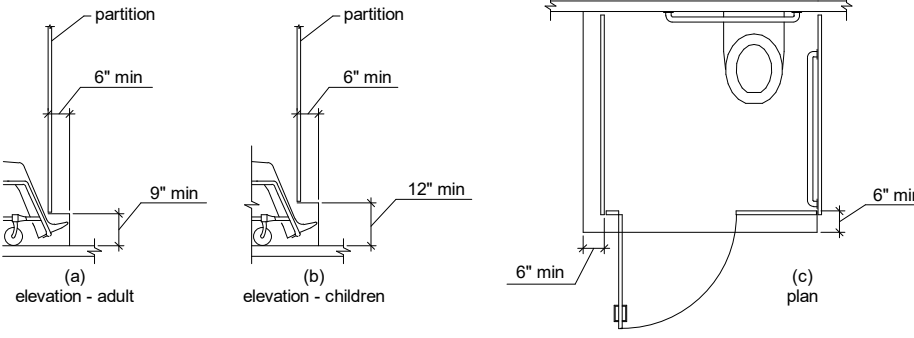 partition
6" min
9" min
(a)
elevation - adult
partition
6" min
12" min
(b)
elevation - children
6" min
6" min
(c)
plan